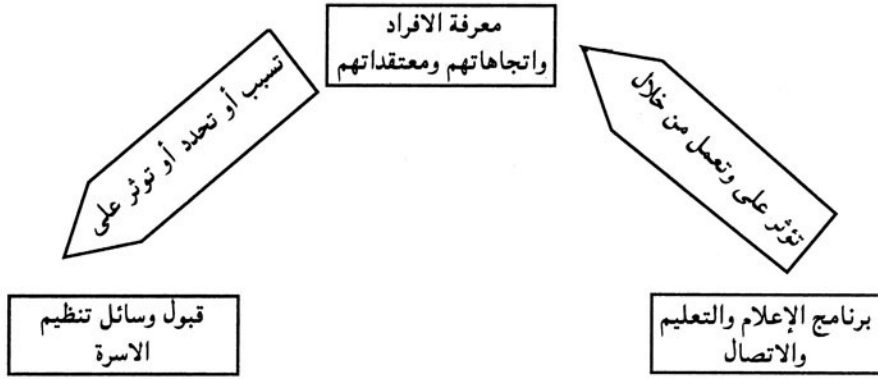 معرفة الافراد
واتجاهاتهم ومعتقداتهم
تؤثر على وتعمل من خلال
تسبب أو تحدد أو توثر على
برنامج الإعلام والتعليم
والاتصال
قبول وسائل تنظيم
الاسرة